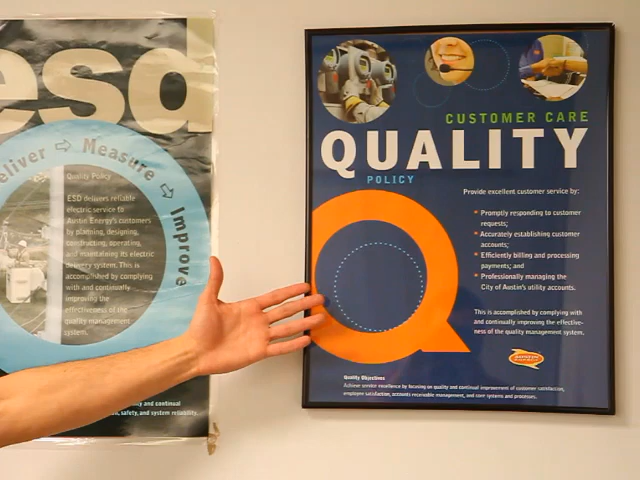 esd
eliver ⇨ Measure ⇨ Improve
Quality Policy
ESD delivers reliable
electric service to
Austin Energy's customers
by planning, designing,
constructing, operating,
and maintaining its electric
delivery system. This is
accomplished by complying
with and continually
improving the
effectiveness of the
quality management
system.
ty and continual
, safety, and system reliability.
CUSTOMER CARE
QUALITY
POLICY
Provide excellent customer service by:
Promptly responding to customer
requests;
Accurately establishing customer
accounts;
Efficiently billing and processing
payments; and
Professionally managing the
City of Austin's utility accounts.
This is accomplished by complying with
and continually improving the effective-
ness of the quality management system.
AUSTIN
ENERGY
Quality Objectives
Achieve service excellence by focusing on quality and continual improvement of customer satisfaction,
employee satisfaction, accounts receivable management, and core systems and processes.